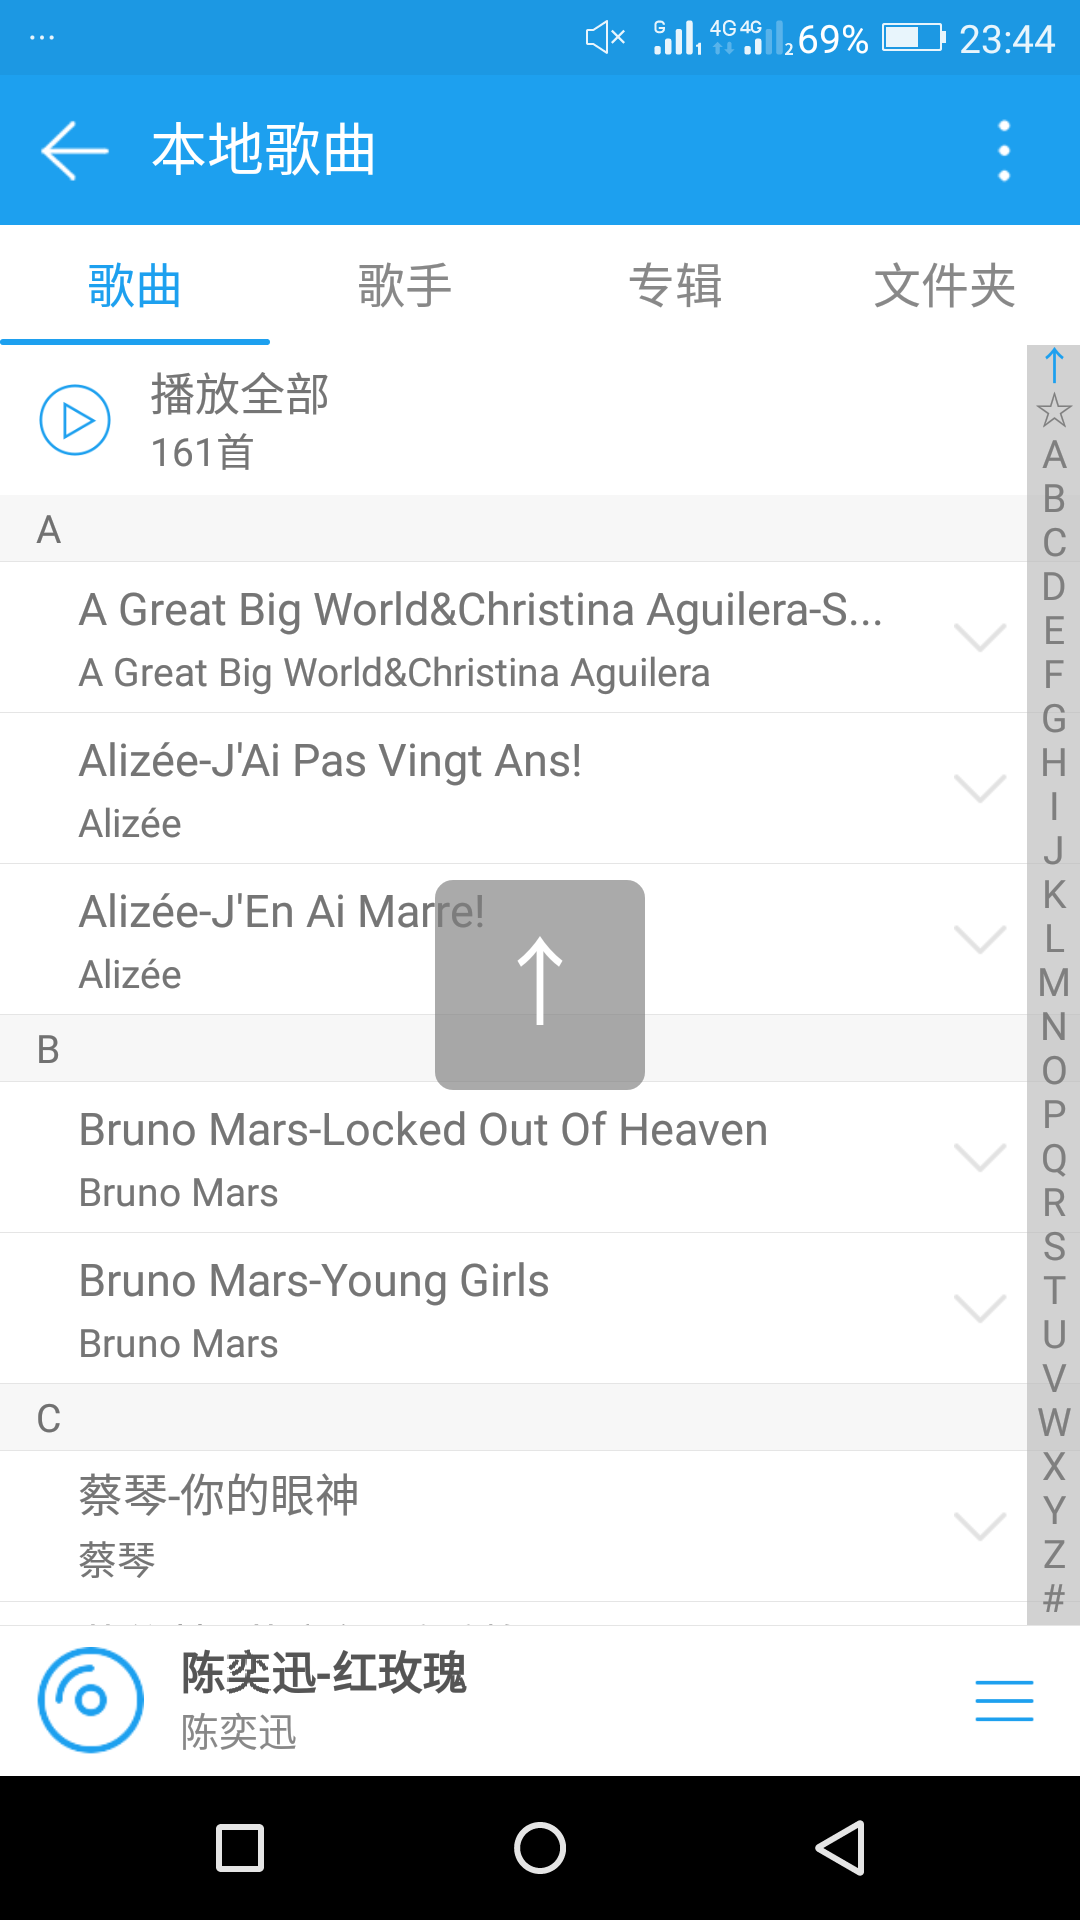 ... G 1 4G 4G 2 69% 23:44
本地歌曲
歌曲 歌手 专辑 文件夹
播放全部
161首
A
A Great Big World&Christina Aguilera-S...
A Great Big World&Christina Aguilera
Alizée-J'Ai Pas Vingt Ans!
Alizée
Alizée-J'En Ai Marre!
Alizée
B
Bruno Mars-Locked Out Of Heaven
Bruno Mars
Bruno Mars-Young Girls
Bruno Mars
C
蔡琴-你的眼神
蔡琴
↑
☆
A
B
C
D
E
F
G
H
I
J
K
L
M
N
O
P
Q
R
S
T
U
V
W
X
Y
Z
#
↑
陈奕迅-红玫瑰
陈奕迅